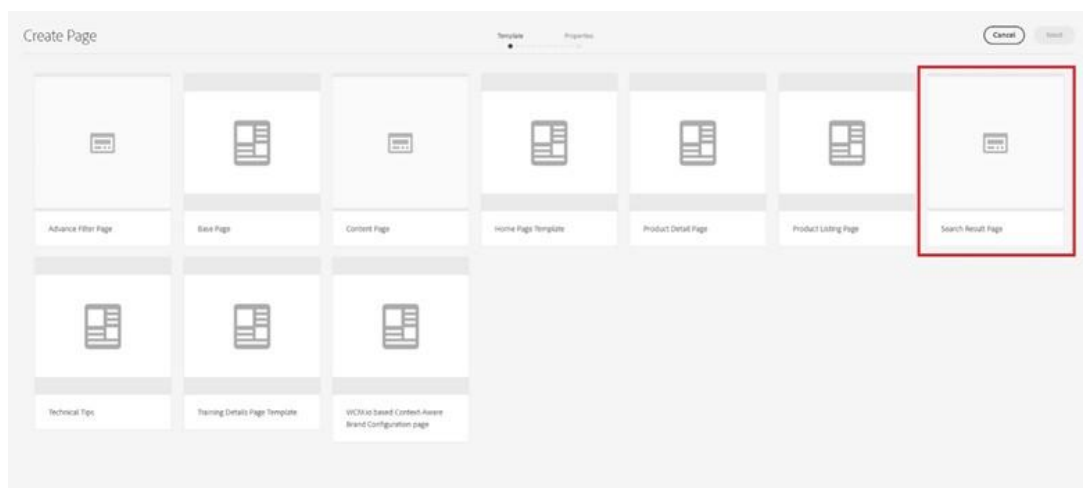 Create Page
Template Properties
Cancel Next
Advance Filter Page
Base Page
Content Page
Home Page Template
Product Detail Page
Product Listing Page
Search Result Page
Technical Tips
Training Details Page Template
WCM.io based Context-Aware
Brand Configuration page